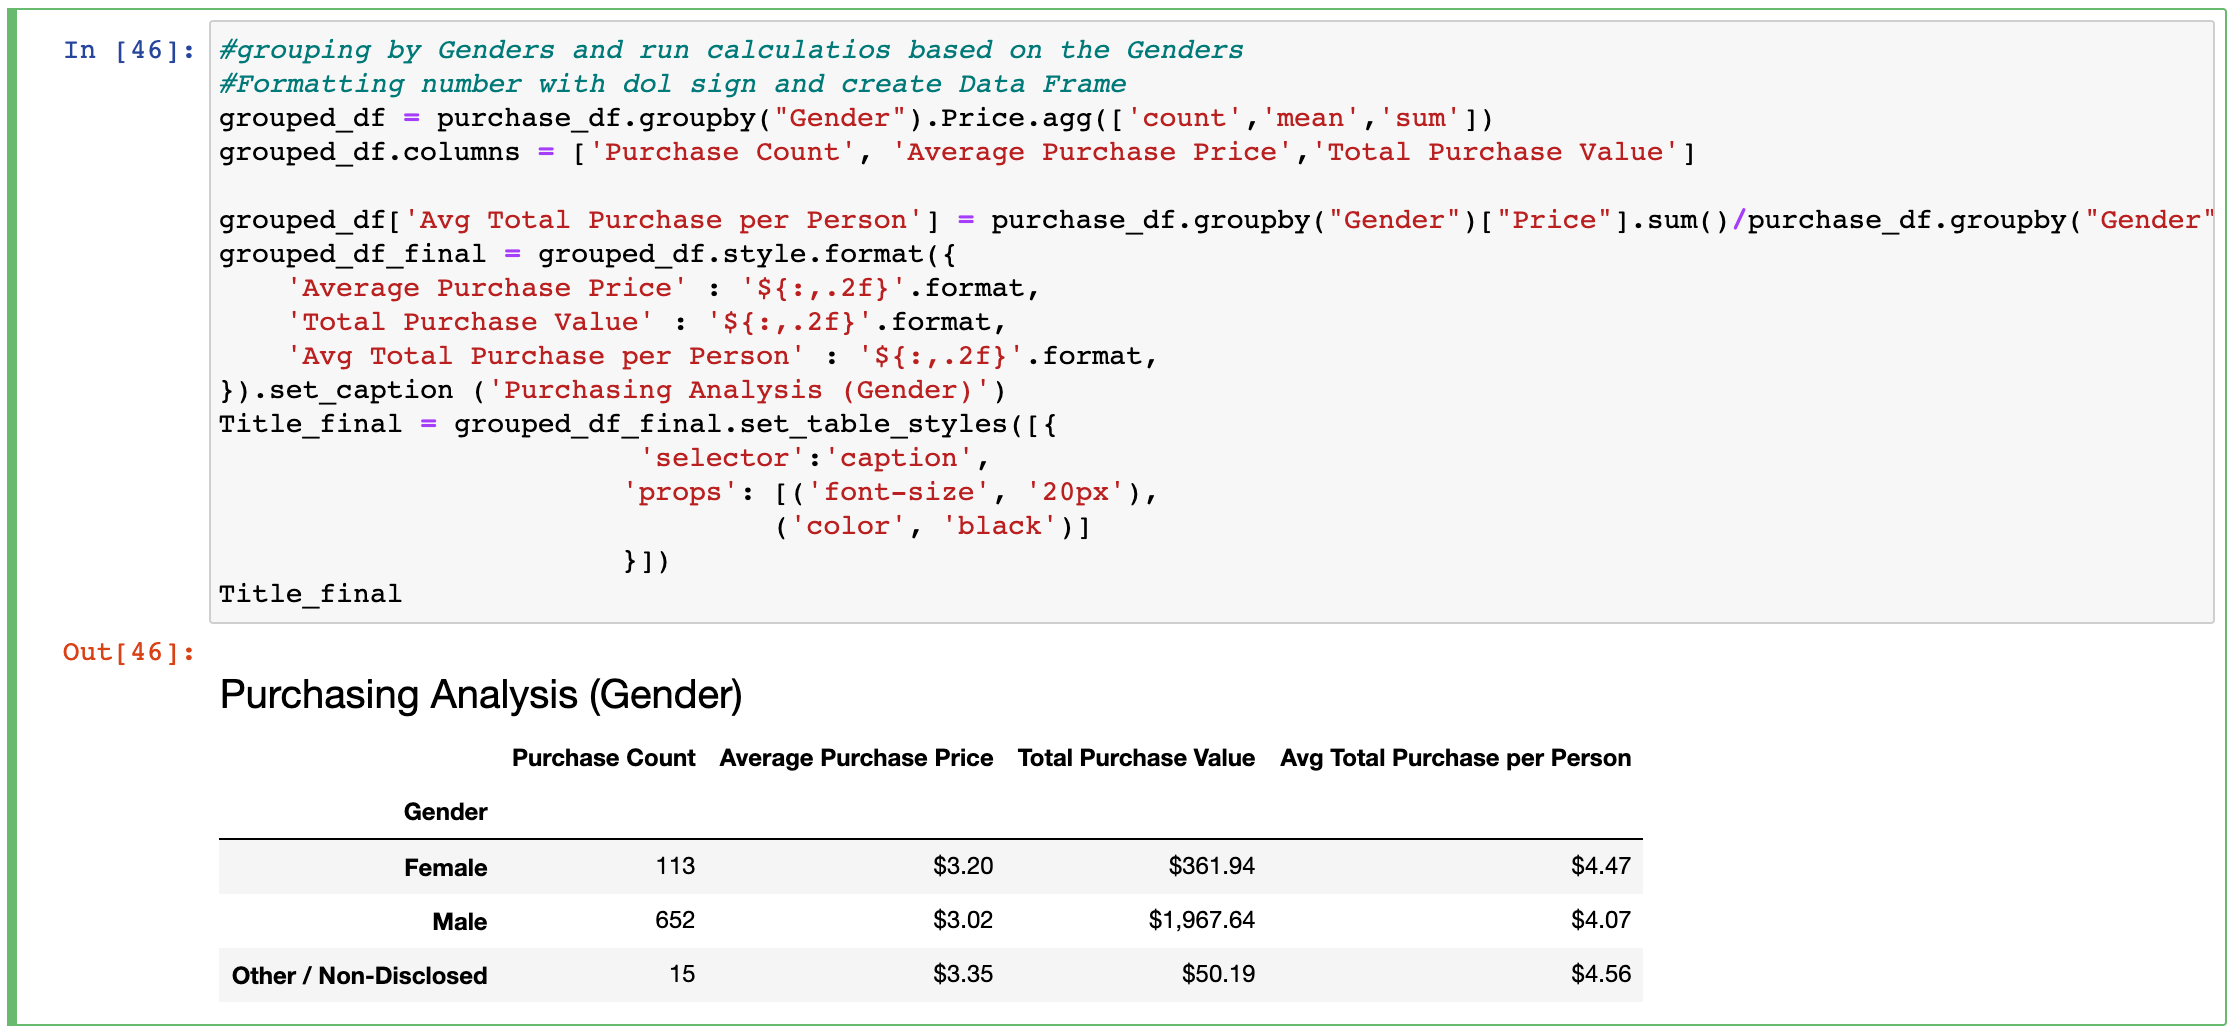 In [46]:
#grouping by Genders and run calculatios based on the Genders
#Formatting number with dol sign and create Data Frame
grouped_df = purchase_df.groupby("Gender").Price.agg(['count','mean','sum'])
grouped_df.columns = ['Purchase Count', 'Average Purchase Price','Total Purchase Value']
grouped_df['Avg Total Purchase per Person'] = purchase_df.groupby("Gender")["Price"].sum()/purchase_df.groupby("Gender"
grouped_df_final = grouped_df.style.format({
    'Average Purchase Price' : '${:,.2f}'.format,
    'Total Purchase Value' : '${:,.2f}'.format,
    'Avg Total Purchase per Person' : '${:,.2f}'.format,
}).set_caption ('Purchasing Analysis (Gender)')
Title_final = grouped_df_final.set_table_styles([{
                         'selector':'caption',
                        'props': [('font-size', '20px'),
                                 ('color', 'black')]
                        }])
Title_final
Out[46]:
Purchasing Analysis (Gender)
Purchase Count Average Purchase Price Total Purchase Value Avg Total Purchase per Person
Gender
Female 113 $3.20 $361.94 $4.47
Male 652 $3.02 $1,967.64 $4.07
Other / Non-Disclosed 15 $3.35 $50.19 $4.56